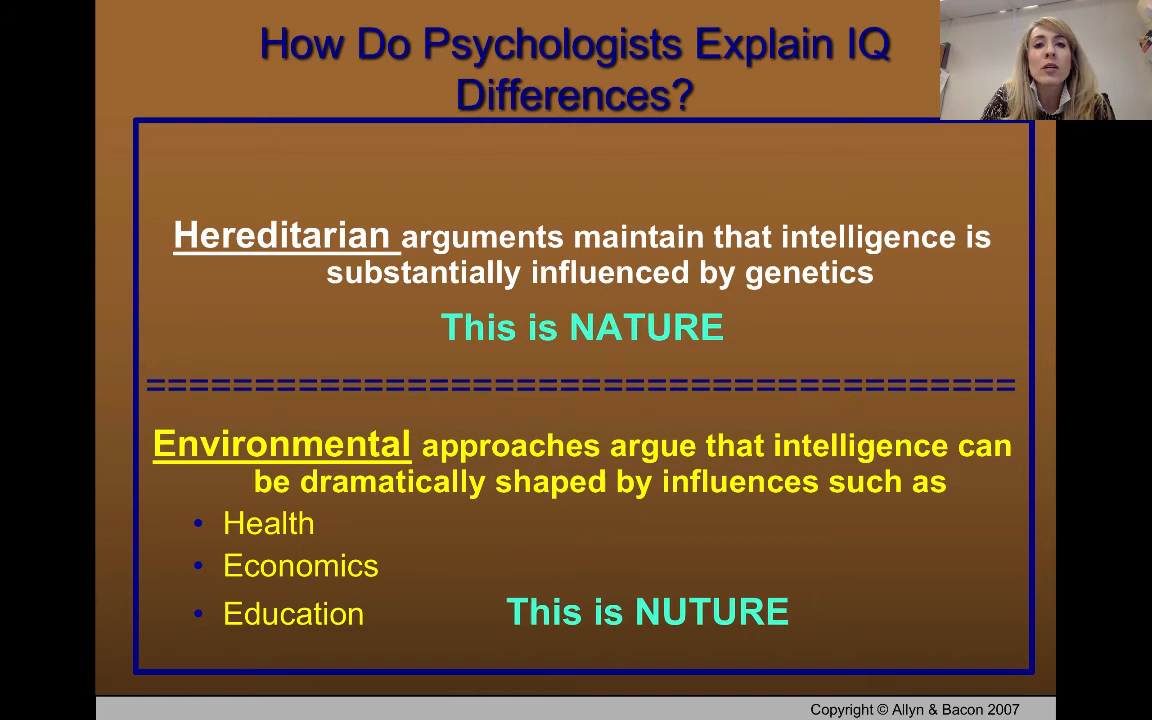 How Do Psychologists Explain IQ
Differences?
Hereditarian arguments maintain that intelligence is
substantially influenced by genetics
This is NATURE
========================================
Environmental approaches argue that intelligence can
be dramatically shaped by influences such as
• Health
• Economics
• Education This is NUTURE
Copyright © Allyn & Bacon 2007